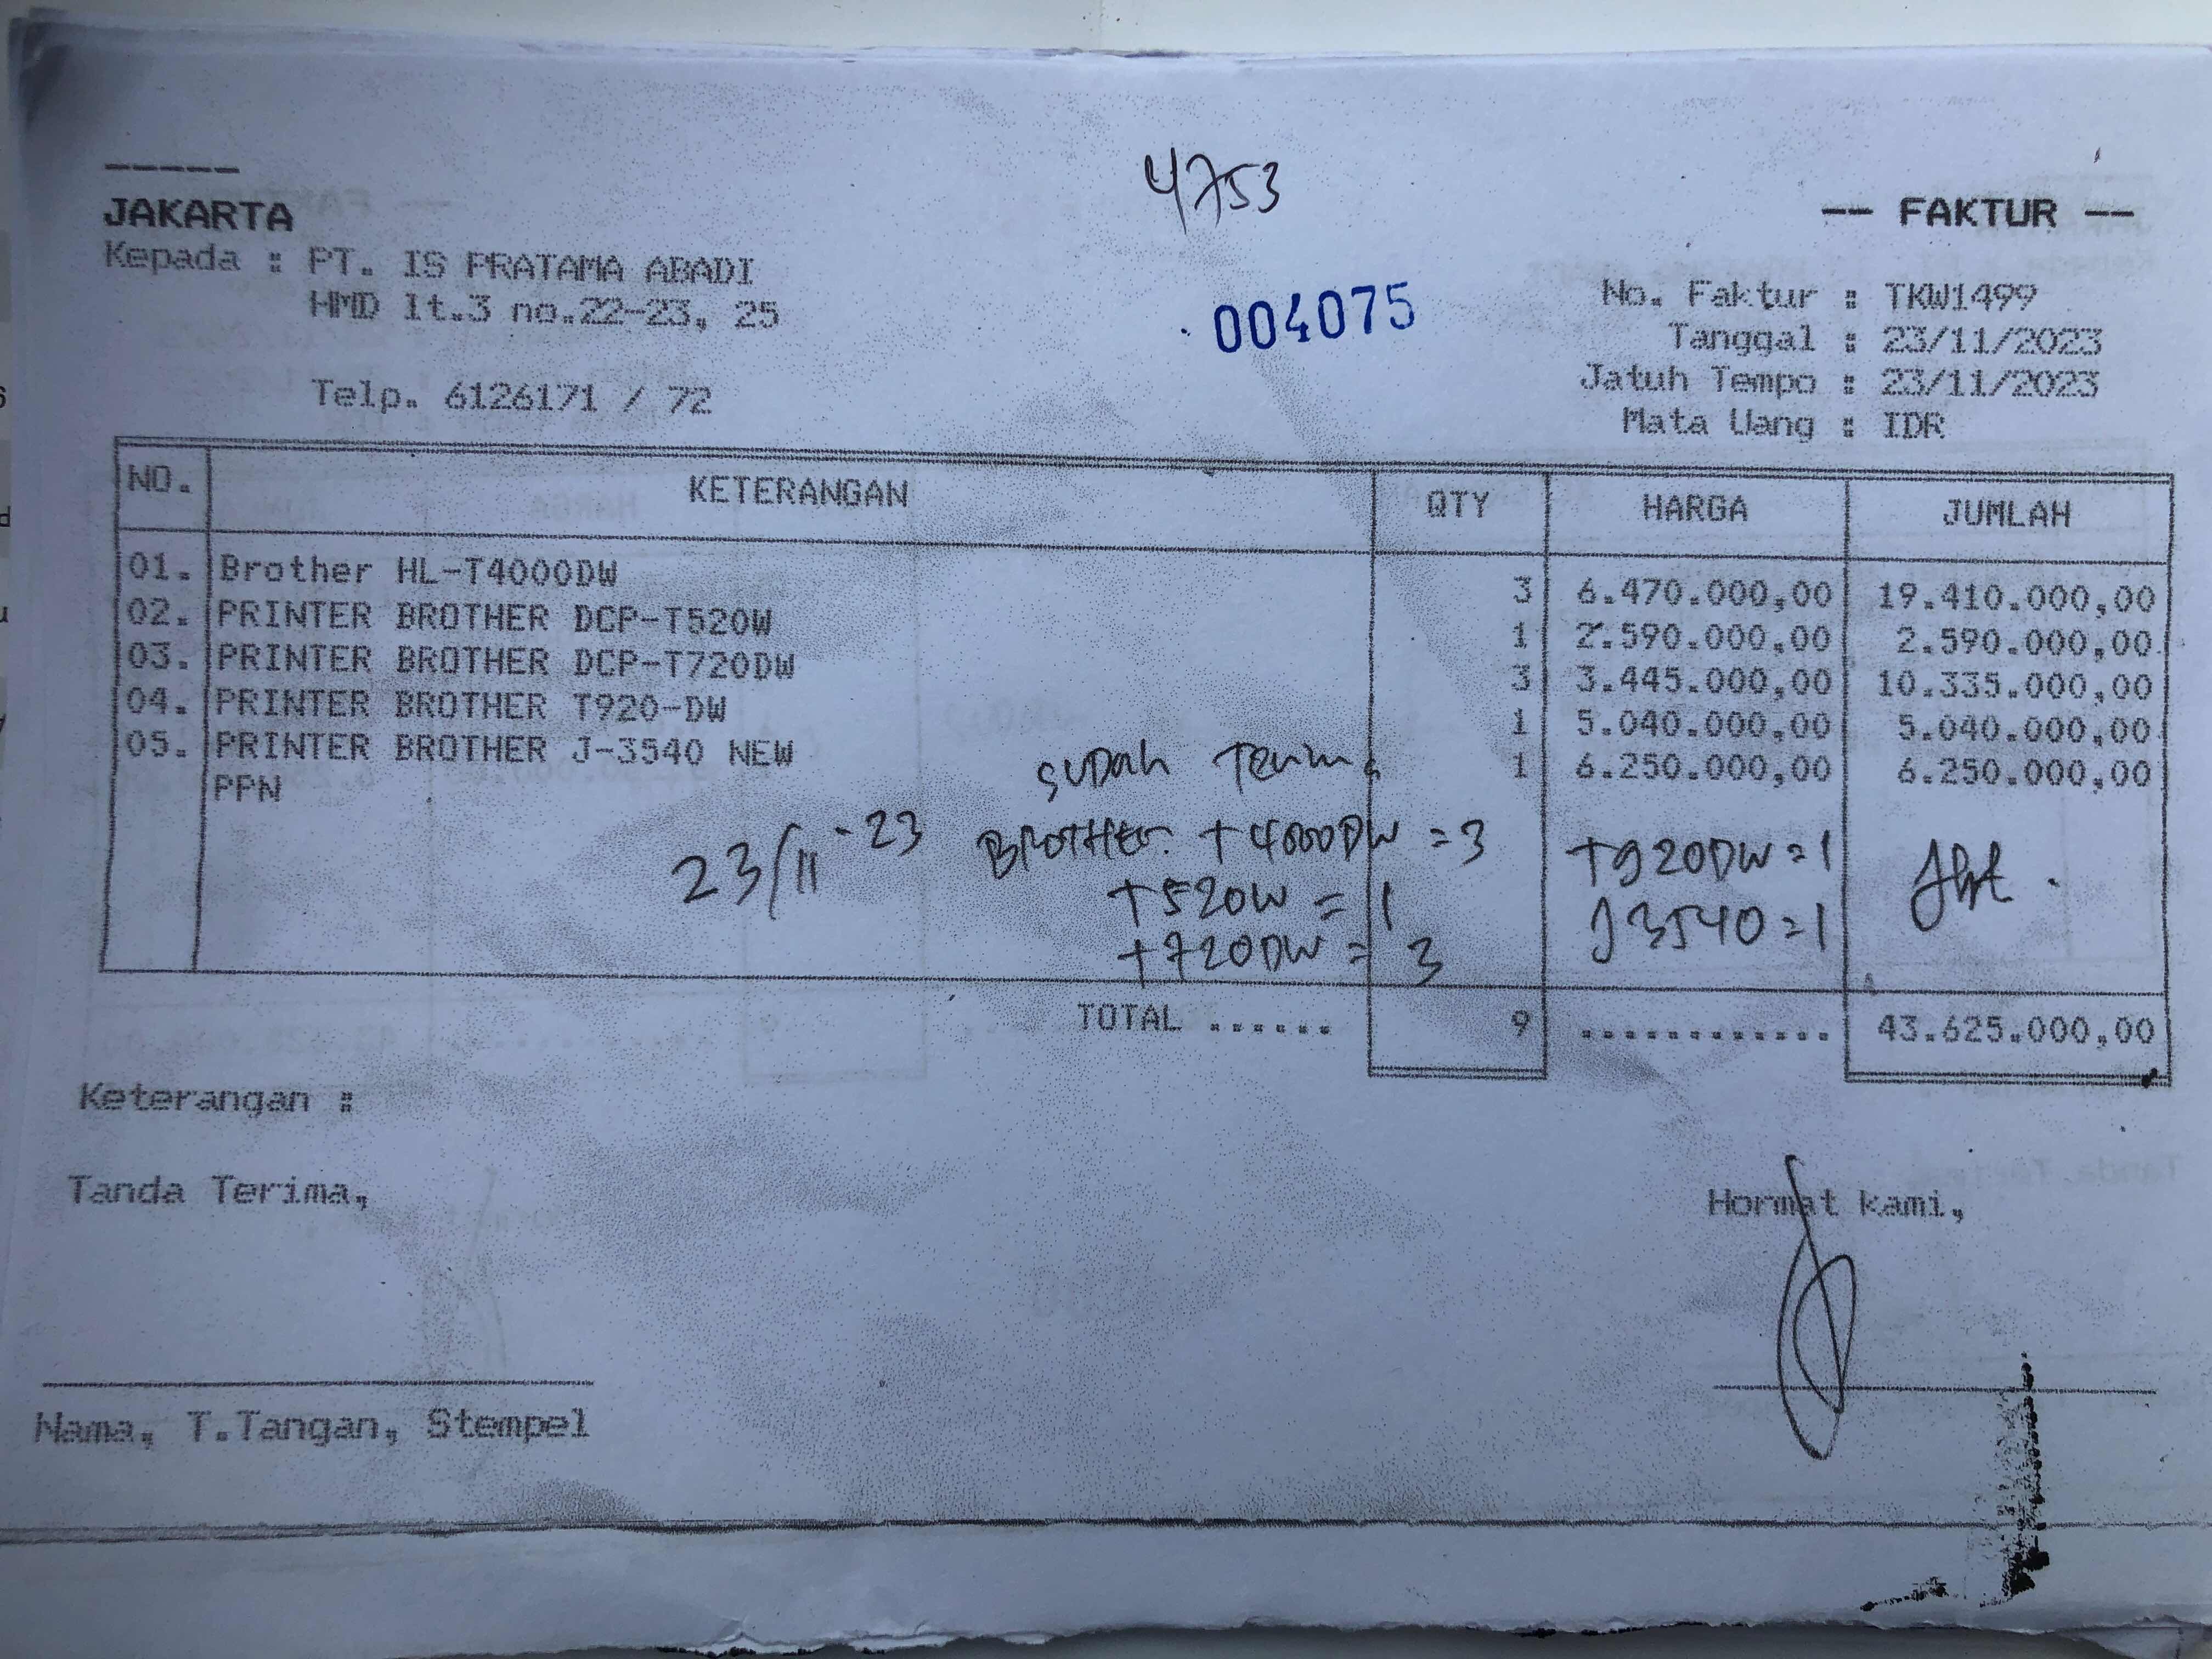 4753
-----
JAKARTA
-- FAKTUR --
Kepada : PT. IS PRATAMA ABADI
HMD lt.3 no.22-23, 25
Telp. 6126171 / 72
004075
No. Faktur : TKW1499
Tanggal : 23/11/2023
Jatuh Tempo : 23/11/2023
Mata Uang : IDR
NO. KETERANGAN QTY HARGA JUMLAH
01. Brother HL-T4000DW 3 6.470.000,00 19.410.000,00
02. PRINTER BROTHER DCP-T520W 1 2.590.000,00 2.590.000,00
03. PRINTER BROTHER DCP-T720DW 3 3.445.000,00 10.335.000,00
04. PRINTER BROTHER T920-DW 1 5.040.000,00 5.040.000,00
05. PRINTER BROTHER J-3540 NEW 1 6.250.000,00 6.250.000,00
PPN
SUDah Terima
23/11-23 BROTHER T4000DW = 3 T920DW = 1
T520W = 1 J3540 = 1
T720DW = 3
TOTAL ...... 9 ............ 43.625.000,00
Keterangan :
Tanda Terima,
Hormat kami,
Nama, T.Tangan, Stempel